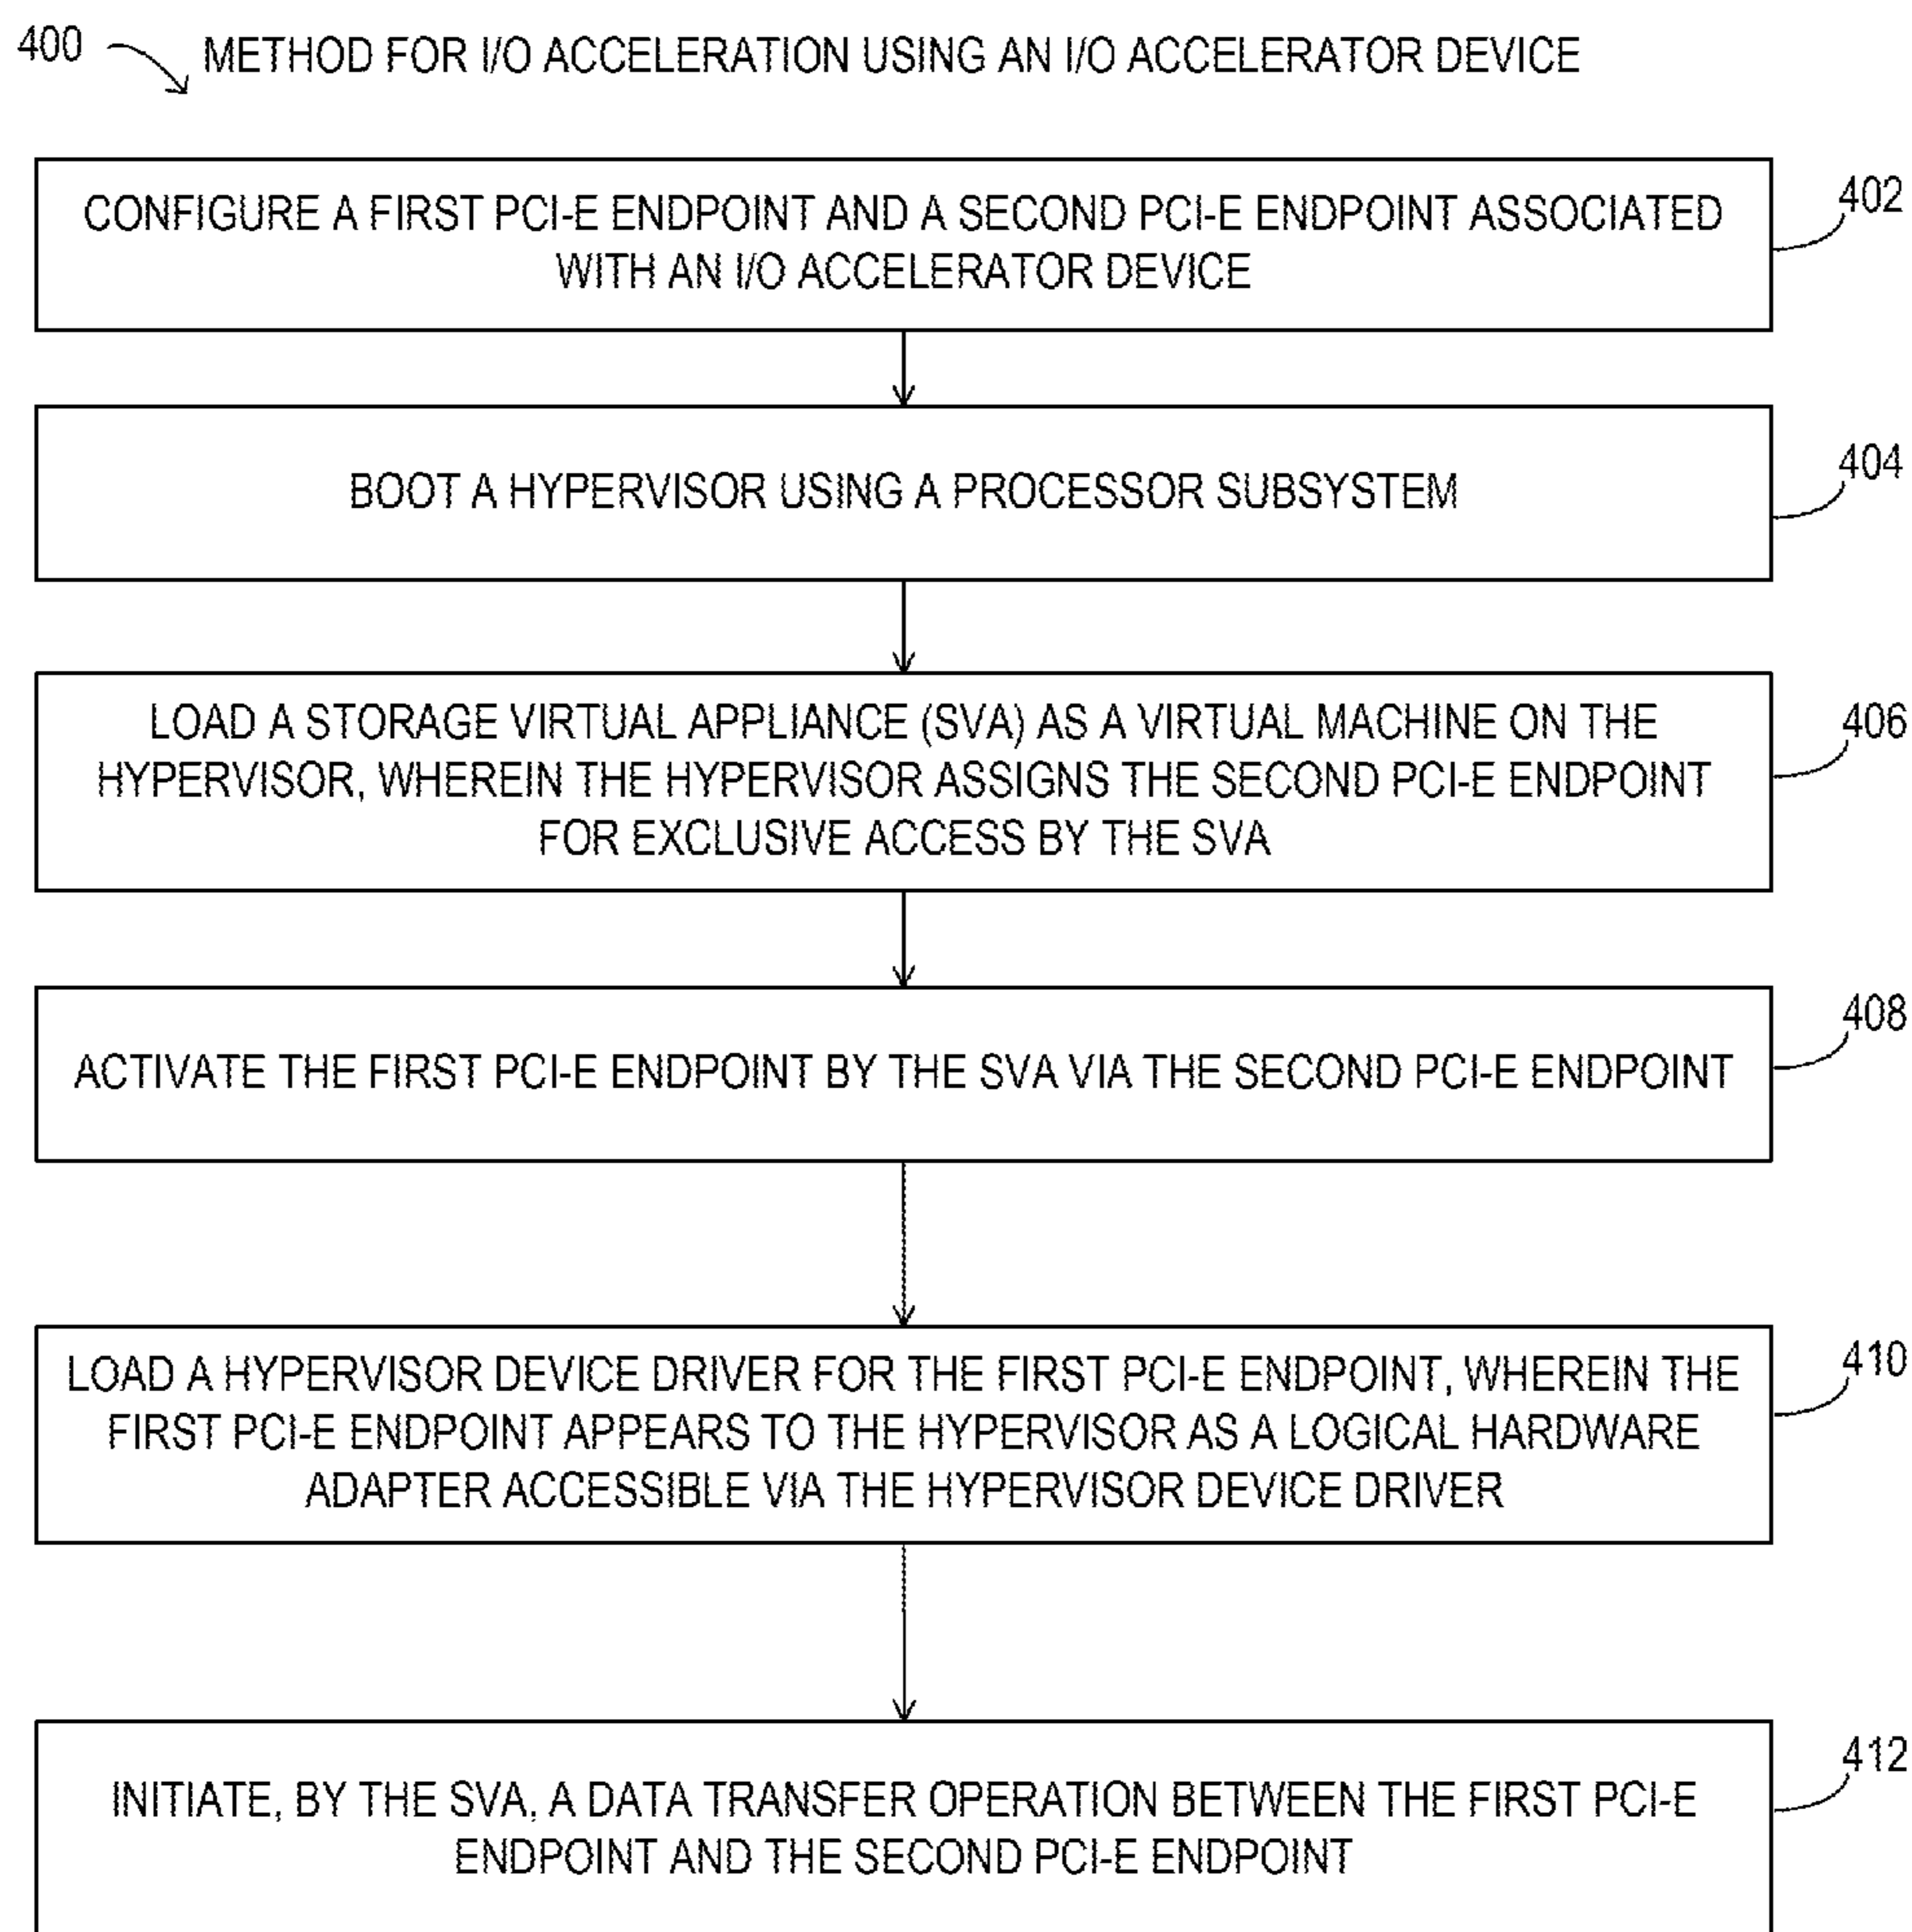 400
METHOD FOR I/O ACCELERATION USING AN I/O ACCELERATOR DEVICE
CONFIGURE A FIRST PCI-E ENDPOINT AND A SECOND PCI-E ENDPOINT ASSOCIATED
WITH AN I/O ACCELERATOR DEVICE
402
BOOT A HYPERVISOR USING A PROCESSOR SUBSYSTEM
404
LOAD A STORAGE VIRTUAL APPLIANCE (SVA) AS A VIRTUAL MACHINE ON THE
HYPERVISOR, WHEREIN THE HYPERVISOR ASSIGNS THE SECOND PCI-E ENDPOINT
FOR EXCLUSIVE ACCESS BY THE SVA
406
ACTIVATE THE FIRST PCI-E ENDPOINT BY THE SVA VIA THE SECOND PCI-E ENDPOINT
408
LOAD A HYPERVISOR DEVICE DRIVER FOR THE FIRST PCI-E ENDPOINT, WHEREIN THE
FIRST PCI-E ENDPOINT APPEARS TO THE HYPERVISOR AS A LOGICAL HARDWARE
ADAPTER ACCESSIBLE VIA THE HYPERVISOR DEVICE DRIVER
410
INITIATE, BY THE SVA, A DATA TRANSFER OPERATION BETWEEN THE FIRST PCI-E
ENDPOINT AND THE SECOND PCI-E ENDPOINT
412